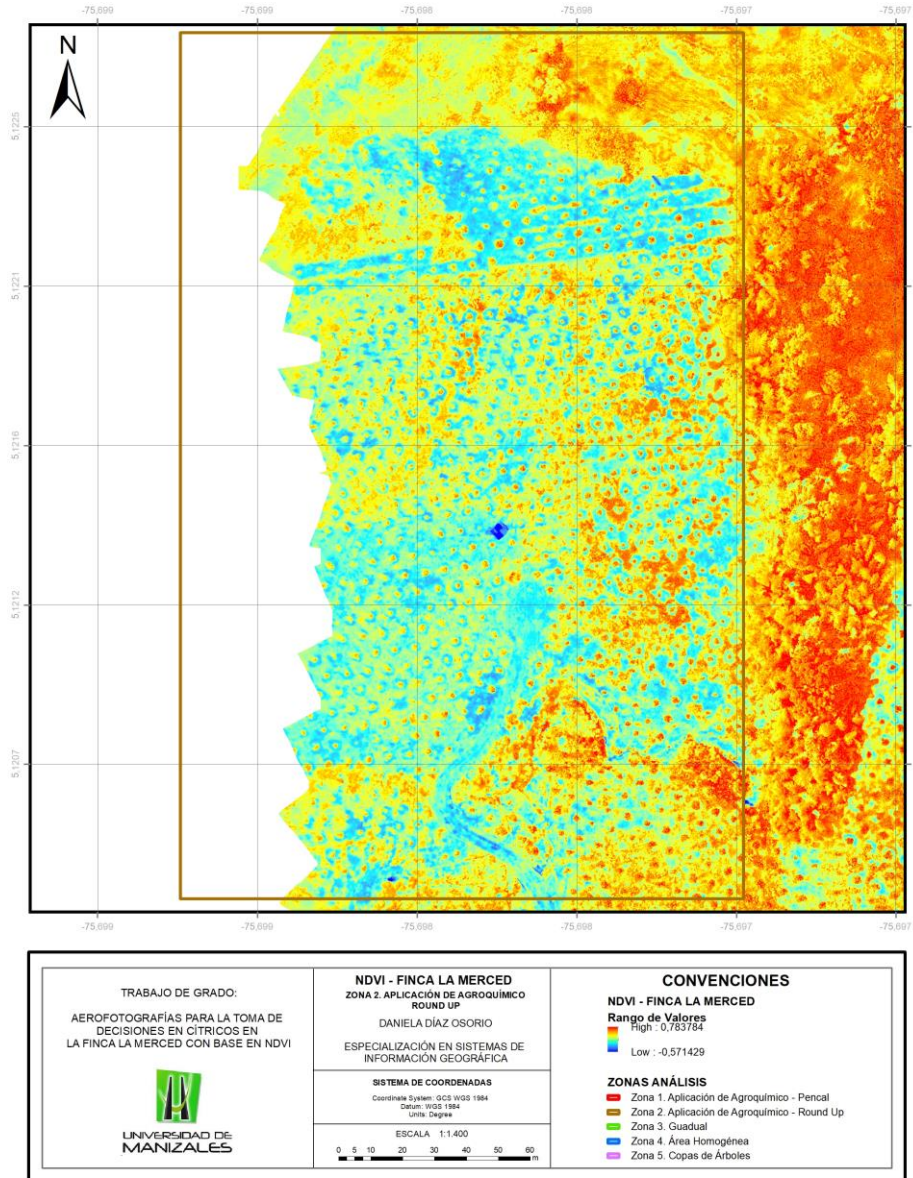 -75,699
-75,699
-75,698
-75,698
-75,697
-75,697
N
5,1225
5,1221
5,1216
5,1212
5,1207
-75,699
-75,699
-75,698
-75,698
-75,697
-75,697
TRABAJO DE GRADO:
AEROFOTOGRAFÍAS PARA LA TOMA DE
DECISIONES EN CÍTRICOS EN
LA FINCA LA MERCED CON BASE EN NDVI
UNIVERSIDAD DE
MANIZALES
NDVI - FINCA LA MERCED
ZONA 2. APLICACIÓN DE AGROQUÍMICO
ROUND UP
DANIELA DÍAZ OSORIO
ESPECIALIZACIÓN EN SISTEMAS DE
INFORMACIÓN GEOGRÁFICA
SISTEMA DE COORDENADAS
Coordinate System: GCS WGS 1984
Datum: WGS 1984
Units: Degree
ESCALA 1:1.400
0 5 10 20 30 40 50 60
m
CONVENCIONES
NDVI - FINCA LA MERCED
Rango de Valores
High : 0,783784
Low : -0,571429
ZONAS ANÁLISIS
Zona 1. Aplicación de Agroquímico - Pencal
Zona 2. Aplicación de Agroquímico - Round Up
Zona 3. Guadual
Zona 4. Área Homogénea
Zona 5. Copas de Árboles